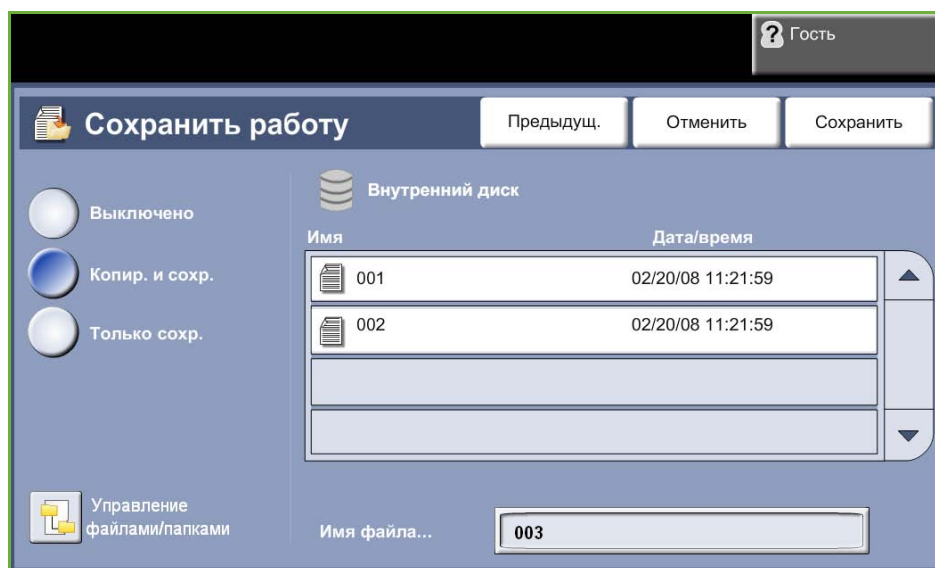 Гость
Сохранить работу
Предыдущ.
Отменить
Сохранить
Выключено
Копир. и сохр.
Только сохр.
Внутренний диск
Имя Дата/время
001 02/20/08 11:21:59
002 02/20/08 11:21:59
Управление
файлами/папками
Имя файла... 003